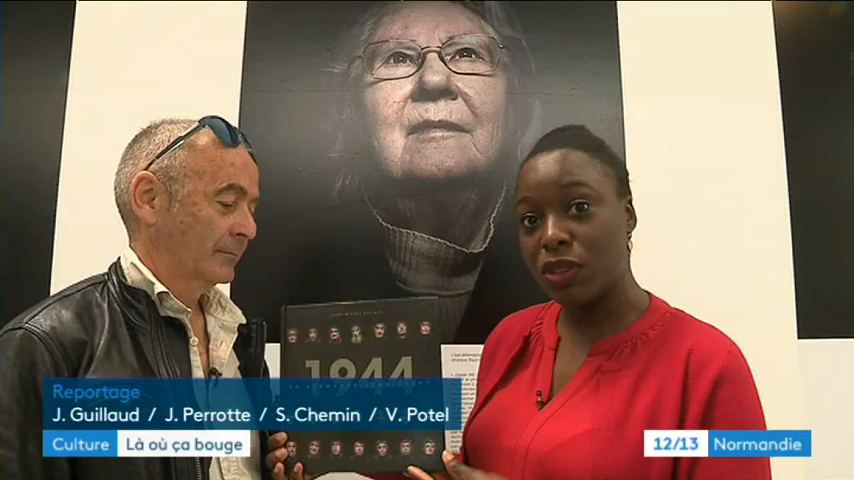 1944
Reportage
J. Guillaud / J. Perrotte / S. Chemin / V. Potel
Culture Là où ça bouge
12/13 Normandie